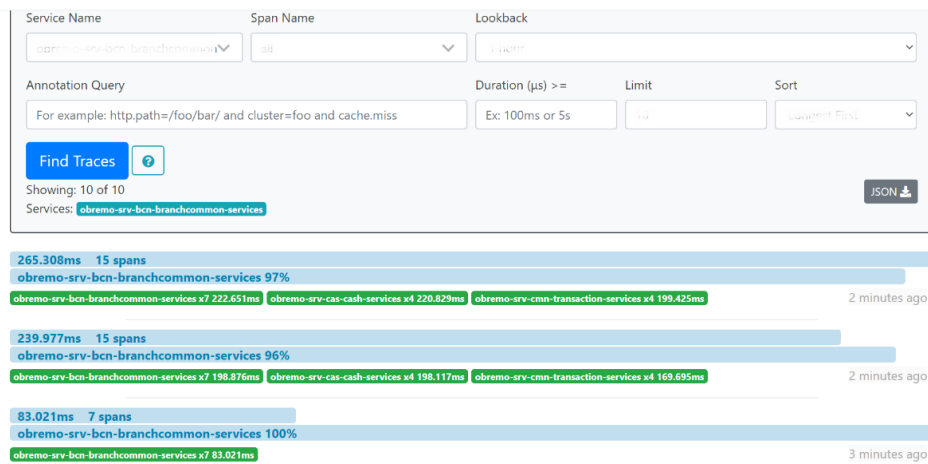 Service Name Span Name Lookback
all 1 hour
Annotation Query Duration (μs) >= Limit Sort
For example: http.path=/foo/bar/ and cluster=foo and cache.miss Ex: 100ms or 5s 10 Longest First
Find Traces ?
Showing: 10 of 10
JSON
Services: obremo-srv-bcn-branchcommon-services
265.308ms 15 spans
obremo-srv-bcn-branchcommon-services 97%
obremo-srv-bcn-branchcommon-services x7 222.651ms obremo-srv-cas-cash-services x4 220.829ms obremo-srv-cmn-transaction-services x4 199.425ms 2 minutes ago
239.977ms 15 spans
obremo-srv-bcn-branchcommon-services 96%
obremo-srv-bcn-branchcommon-services x7 198.876ms obremo-srv-cas-cash-services x4 198.117ms obremo-srv-cmn-transaction-services x4 169.695ms 2 minutes ago
83.021ms 7 spans
obremo-srv-bcn-branchcommon-services 100%
obremo-srv-bcn-branchcommon-services x7 83.021ms 3 minutes ago